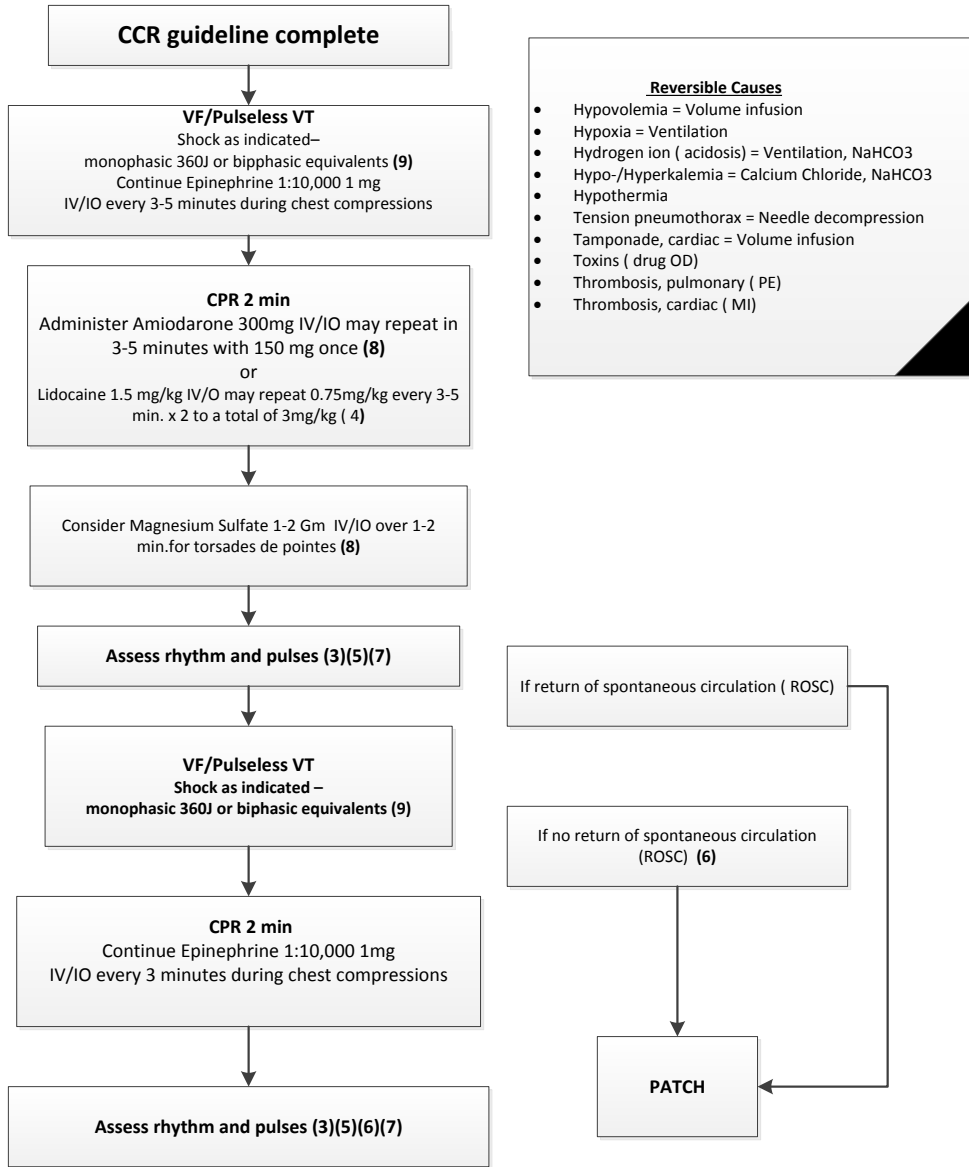 CCR guideline complete
VF/Pulseless VT
Shock as indicated–
monophasic 360J or bipphasic equivalents (9)
Continue Epinephrine 1:10,000 1 mg
IV/IO every 3-5 minutes during chest compressions
CPR 2 min
Administer Amiodarone 300mg IV/IO may repeat in
3-5 minutes with 150 mg once (8)
or
Lidocaine 1.5 mg/kg IV/O may repeat 0.75mg/kg every 3-5
min. x 2 to a total of 3mg/kg ( 4)
Consider Magnesium Sulfate 1-2 Gm IV/IO over 1-2
min.for torsades de pointes (8)
Assess rhythm and pulses (3)(5)(7)
VF/Pulseless VT
Shock as indicated –
monophasic 360J or biphasic equivalents (9)
CPR 2 min
Continue Epinephrine 1:10,000 1mg
IV/IO every 3 minutes during chest compressions
Assess rhythm and pulses (3)(5)(6)(7)
Reversible Causes
• Hypovolemia = Volume infusion
• Hypoxia = Ventilation
• Hydrogen ion ( acidosis) = Ventilation, NaHCO3
• Hypo-/Hyperkalemia = Calcium Chloride, NaHCO3
• Hypothermia
• Tension pneumothorax = Needle decompression
• Tamponade, cardiac = Volume infusion
• Toxins ( drug OD)
• Thrombosis, pulmonary ( PE)
• Thrombosis, cardiac ( MI)
If return of spontaneous circulation ( ROSC)
If no return of spontaneous circulation
(ROSC) (6)
PATCH